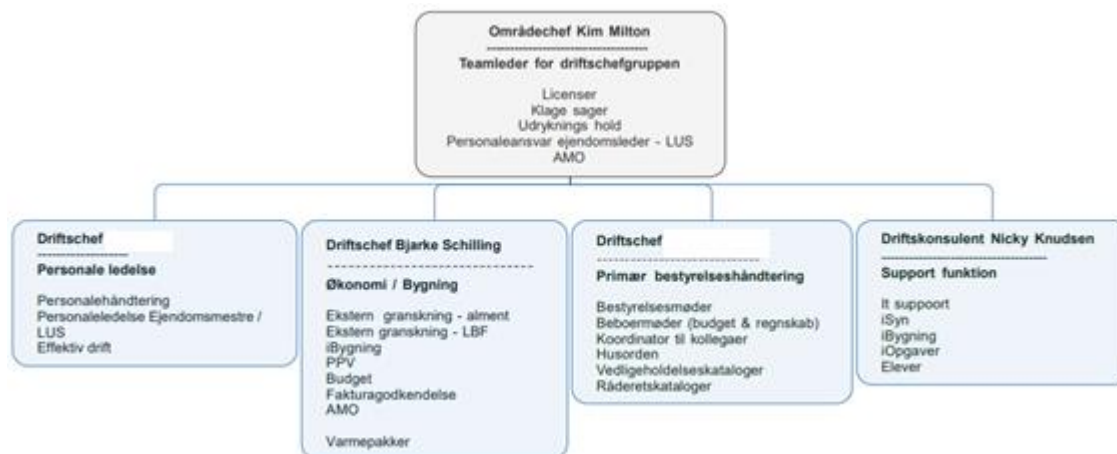 Områdechef Kim Milton
---------------------------------------
Teamleder for driftschefgruppen
Licenser
Klage sager
Udryknings hold
Personaleansvar ejendomsleder - LUS
AMO
Driftschef
----------------------
Personale ledelse
Personalehåndtering
Personaleledelse Ejendomsmestre /
LUS
Effektiv drift
Driftschef Bjarke Schilling
-------------------------------
Økonomi / Bygning
Ekstern granskning - alment
Ekstern granskning - LBF
iBygning
PPV
Budget
Fakturagodkendelse
AMO
Varmepakker
Driftschef
-----------------------------
Primær bestyrelseshåndtering
Bestyrelsesmøder
Beboermøder (budget & regnskab)
Koordinator til kollegaer
Husorden
Vedligeholdelseskataloger
Råderetskataloger
Driftskonsulent Nicky Knudsen
---------------------------------------
Support funktion
It suppoort
iSyn
iBygning
iOpgaver
Elever